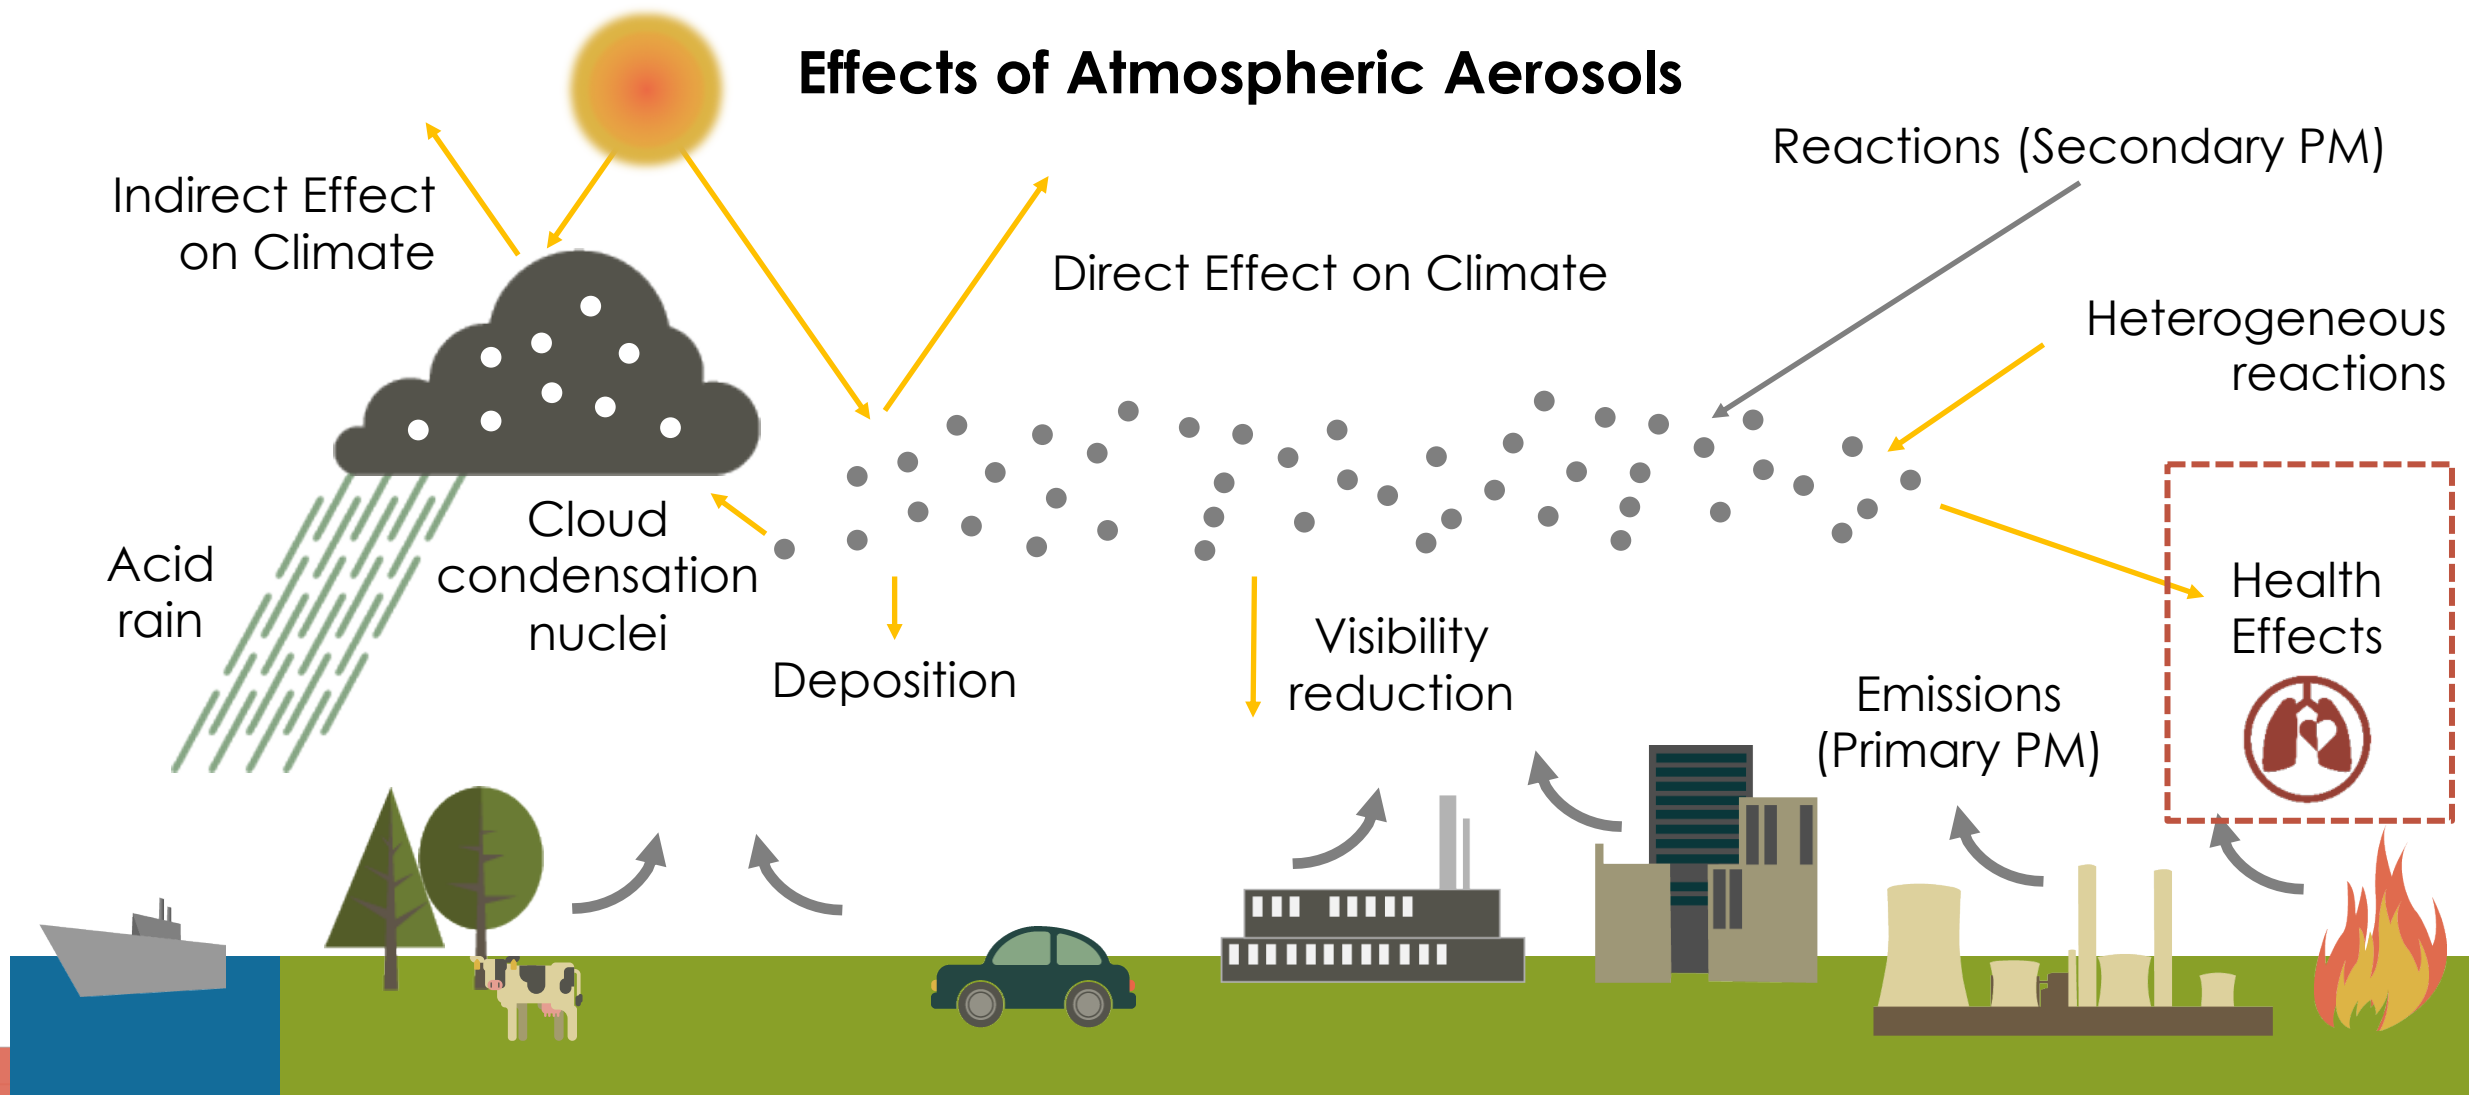 Effects of Atmospheric Aerosols
Reactions (Secondary PM)
Indirect Effect
on Climate
Direct Effect on Climate
Heterogeneous
reactions
Cloud
condensation
nuclei
Acid
rain
Deposition
Visibility
reduction
Emissions
(Primary PM)
Health
Effects